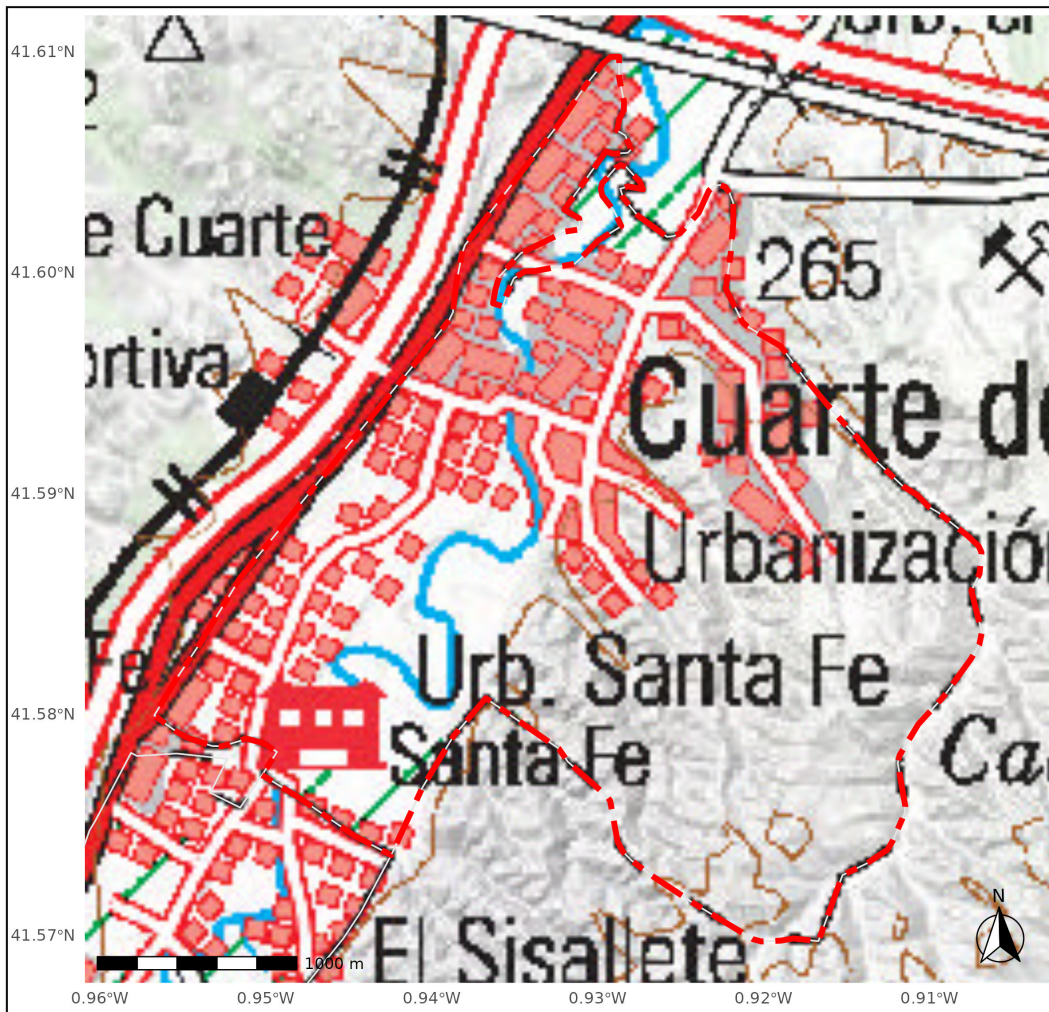 41.61°N
41.60°N
e Cuarte
265
ortiva
Cuarte de
41.59°N
Urbanización
Urb. Santa Fe
Fe
41.58°N
Santa Fe
Ca
41.57°N
El Sisallete
N
1000 m
0.96°W
0.95°W
0.94°W
0.93°W
0.92°W
0.91°W